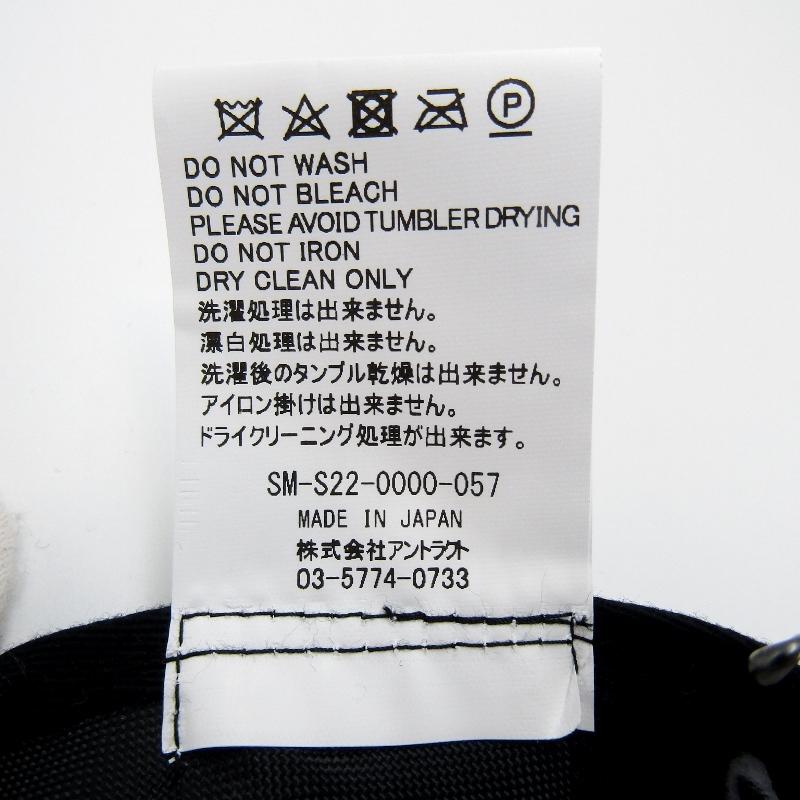 P
DO NOT WASH
DO NOT BLEACH
PLEASE AVOID TUMBLER DRYING
DO NOT IRON
DRY CLEAN ONLY
洗濯処理は出来ません。
漂白処理は出来ません。
洗濯後のタンブル乾燥は出来ません。
アイロン掛けは出来ません。
ドライクリーニング処理が出来ます。
SM-S22-0000-057
MADE IN JAPAN
株式会社アントラクト
03-5774-0733